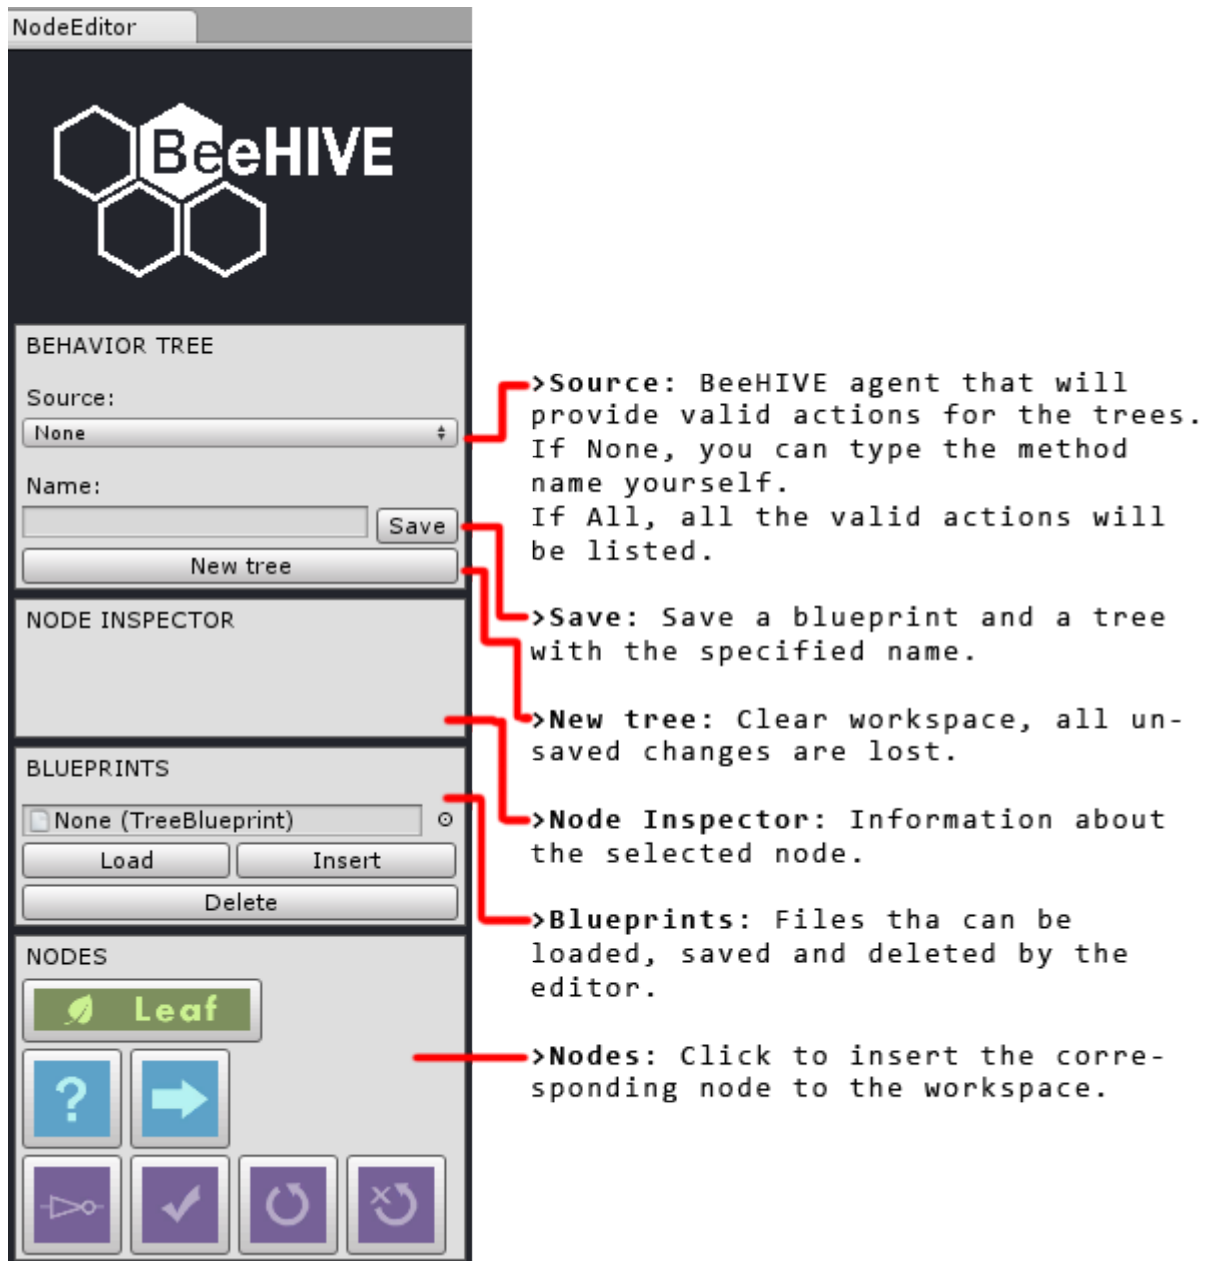 NodeEditor
BeeHIVE
BEHAVIOR TREE
Source:
None
Name:
Save
New tree
NODE INSPECTOR
BLUEPRINTS
None (TreeBlueprint)
Load Insert
Delete
NODES
Leaf
?
>Source: BeeHIVE agent that will
provide valid actions for the trees.
If None, you can type the method
name yourself.
If All, all the valid actions will
be listed.
>Save: Save a blueprint and a tree
with the specified name.
>New tree: Clear workspace, all un-
saved changes are lost.
>Node Inspector: Information about
the selected node.
>Blueprints: Files tha can be
loaded, saved and deleted by the
editor.
>Nodes: Click to insert the corre-
sponding node to the workspace.